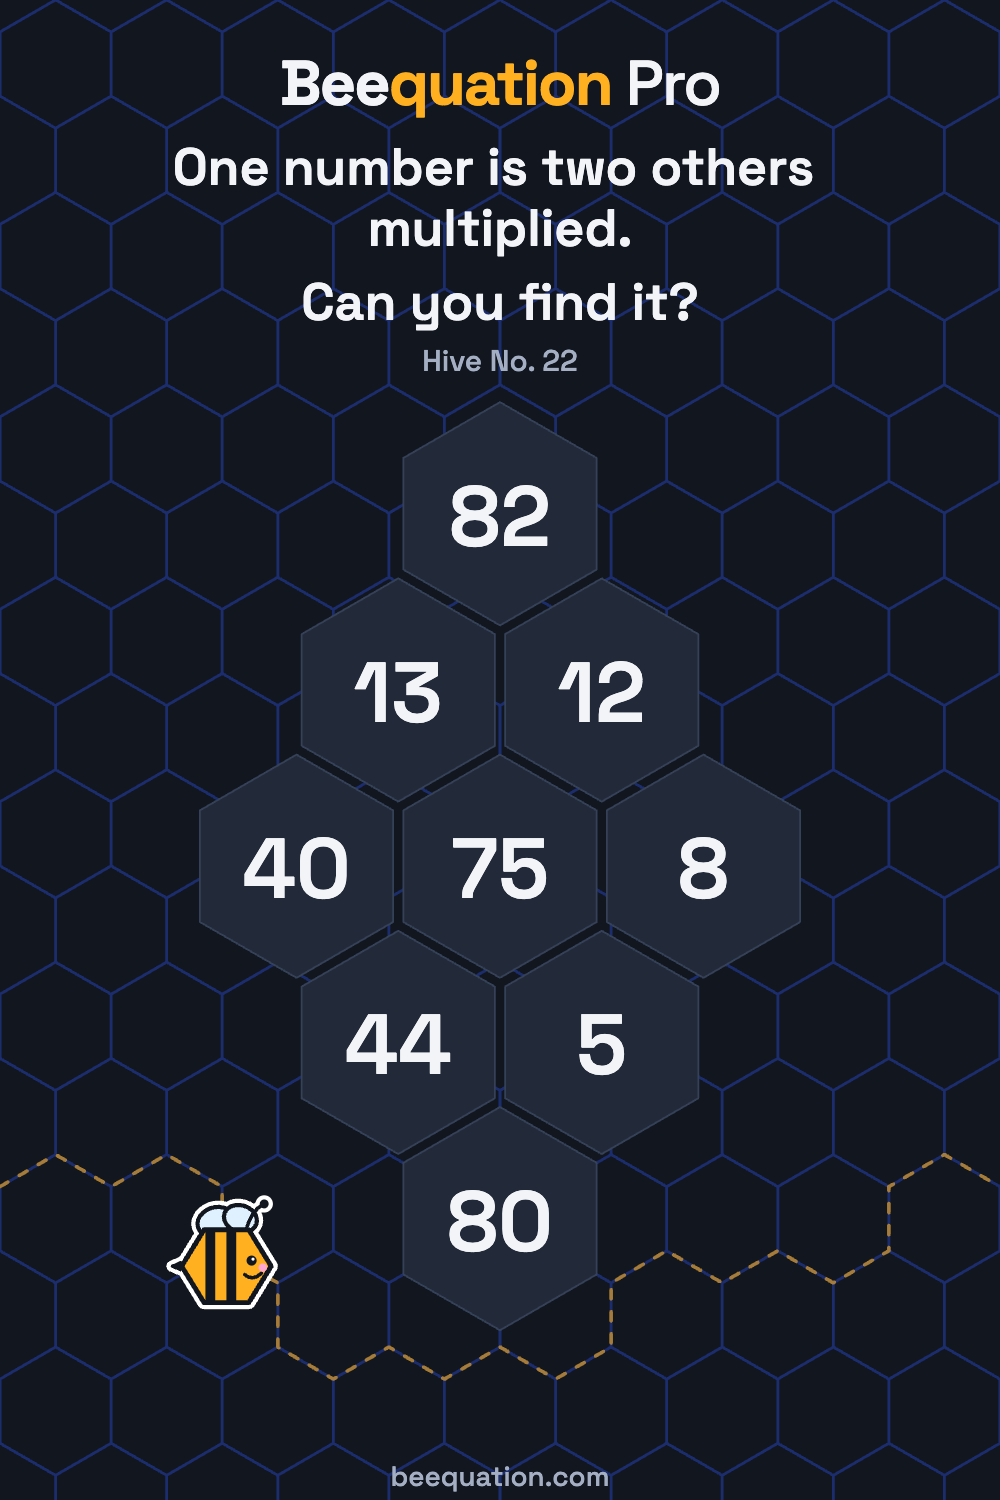 Beequation Pro
One number is two others
multiplied.
Can you find it?
Hive No. 22
82
13 12
40 75 8
44 5
80
beequation.com